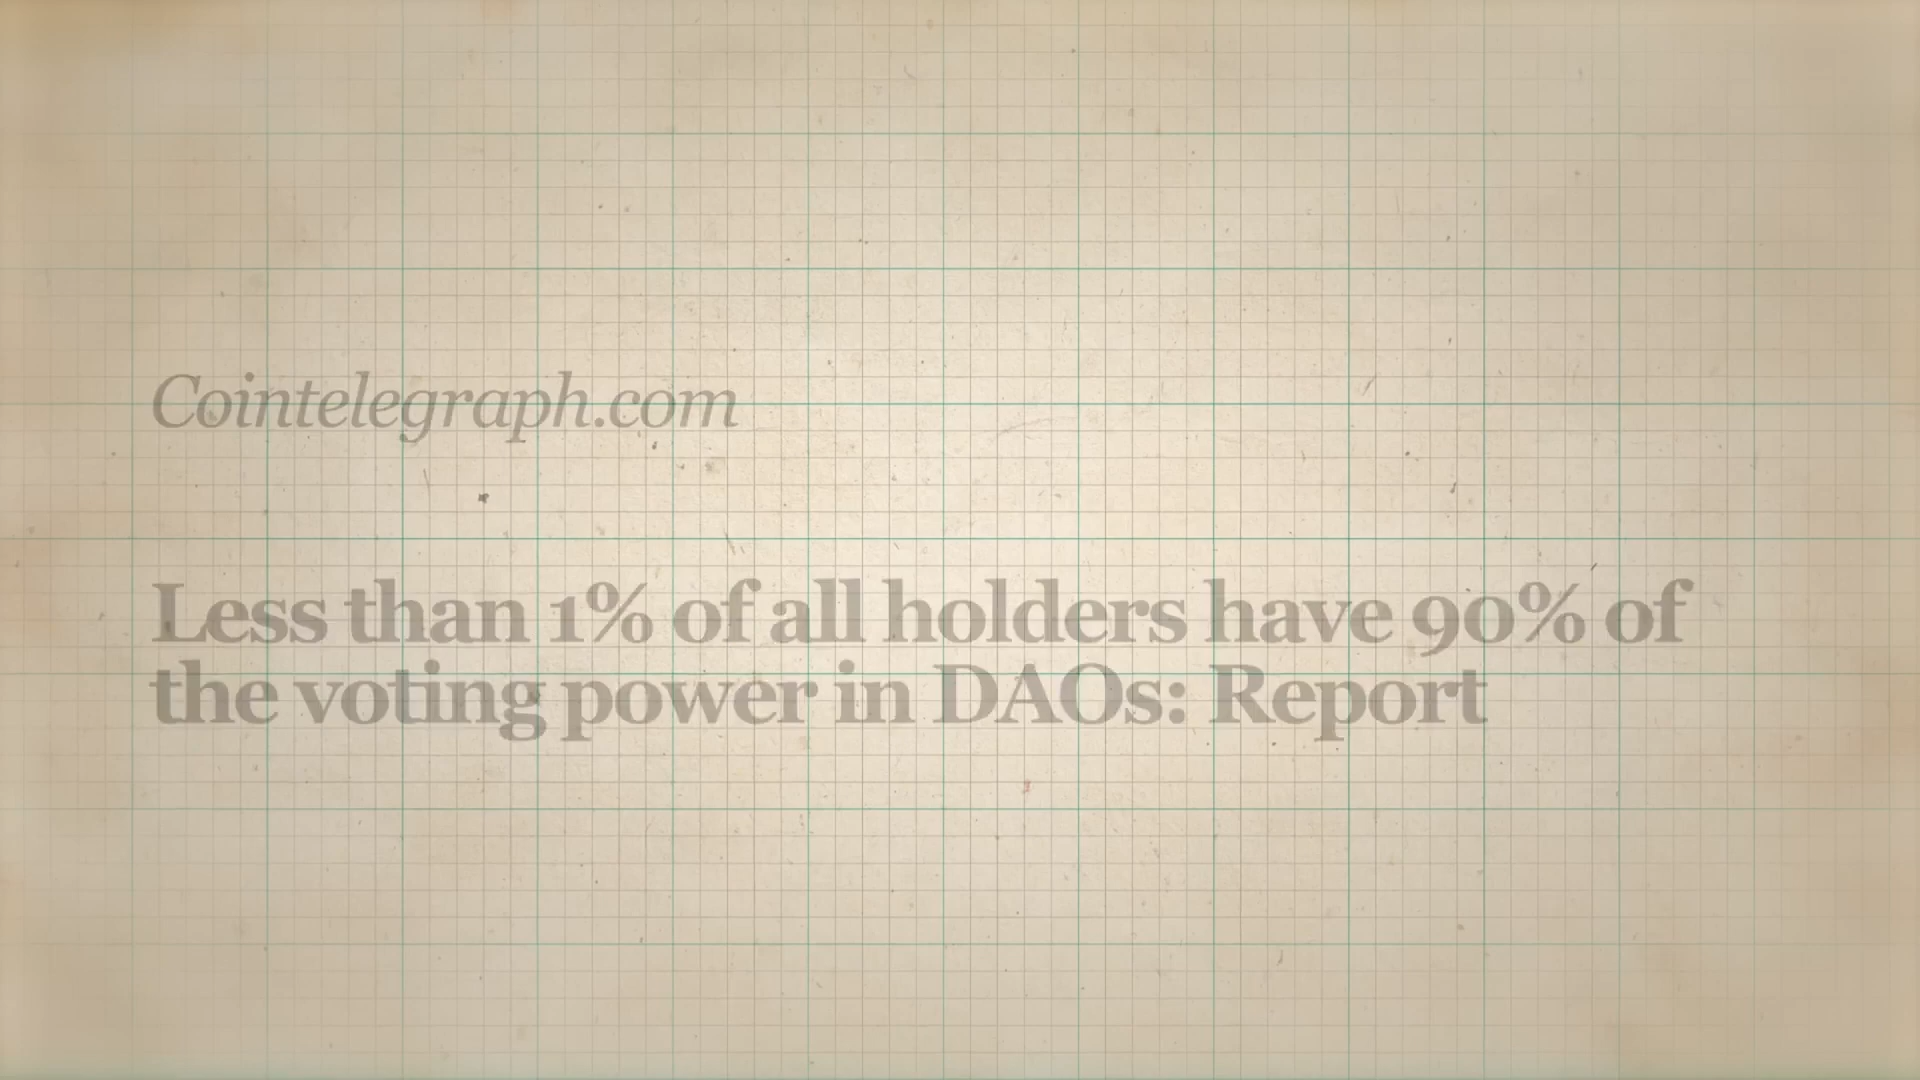 Cointelegraph.com
Less than 1% of all holders have 90% of
the voting power in DAOs: Report